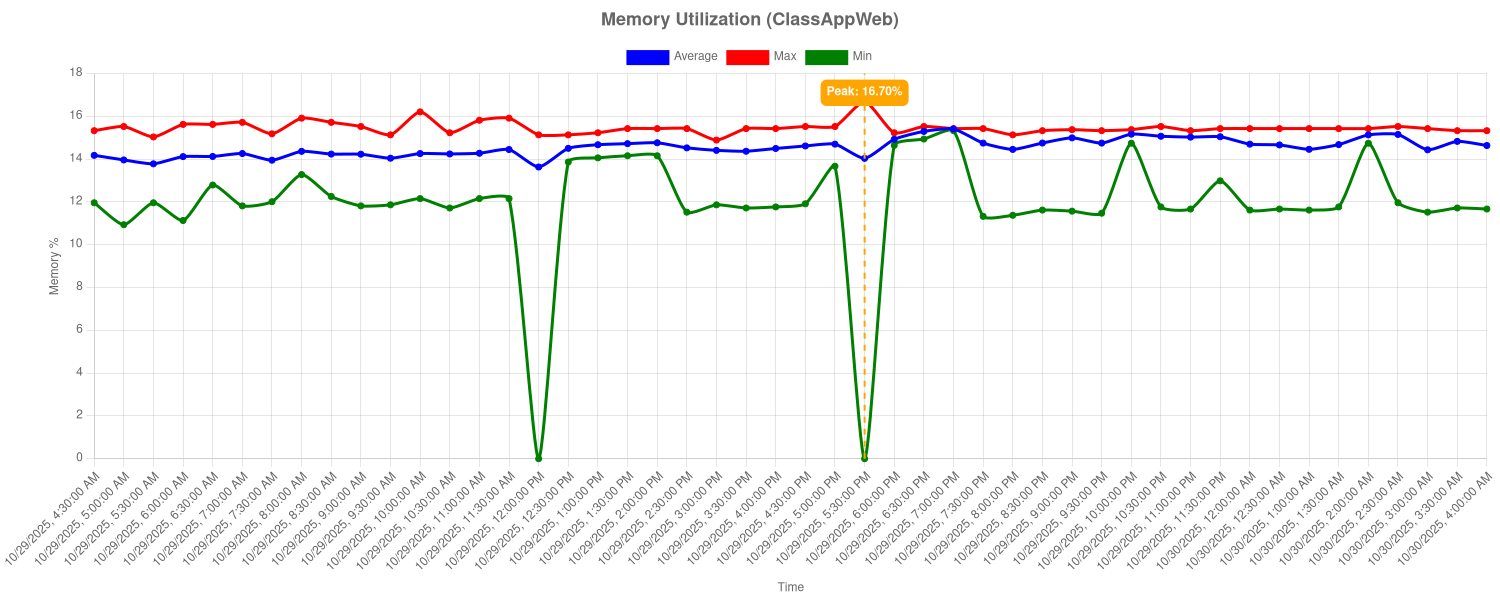 Memory Utilization (ClassAppWeb)
Average Max Min
Peak: 16.70%
18
16
14
12
10
8
6
4
2
0
Memory %
10/29/2025, 4:30:00 AM
10/29/2025, 5:00:00 AM
10/29/2025, 5:30:00 AM
10/29/2025, 6:00:00 AM
10/29/2025, 6:30:00 AM
10/29/2025, 7:00:00 AM
10/29/2025, 7:30:00 AM
10/29/2025, 8:00:00 AM
10/29/2025, 8:30:00 AM
10/29/2025, 9:00:00 AM
10/29/2025, 9:30:00 AM
10/29/2025, 10:00:00 AM
10/29/2025, 10:30:00 AM
10/29/2025, 11:00:00 AM
10/29/2025, 11:30:00 AM
10/29/2025, 12:00:00 PM
10/29/2025, 12:30:00 PM
10/29/2025, 1:00:00 PM
10/29/2025, 1:30:00 PM
10/29/2025, 2:00:00 PM
10/29/2025, 2:30:00 PM
10/29/2025, 3:00:00 PM
10/29/2025, 3:30:00 PM
10/29/2025, 4:00:00 PM
10/29/2025, 4:30:00 PM
10/29/2025, 5:00:00 PM
10/29/2025, 5:30:00 PM
10/29/2025, 6:00:00 PM
10/29/2025, 6:30:00 PM
10/29/2025, 7:00:00 PM
10/29/2025, 7:30:00 PM
10/29/2025, 8:00:00 PM
10/29/2025, 8:30:00 PM
10/29/2025, 9:00:00 PM
10/29/2025, 9:30:00 PM
10/29/2025, 10:00:00 PM
10/29/2025, 10:30:00 PM
10/29/2025, 11:00:00 PM
10/29/2025, 11:30:00 PM
10/30/2025, 12:00:00 AM
10/30/2025, 12:30:00 AM
10/30/2025, 1:00:00 AM
10/30/2025, 1:30:00 AM
10/30/2025, 2:00:00 AM
10/30/2025, 2:30:00 AM
10/30/2025, 3:00:00 AM
10/30/2025, 3:30:00 AM
10/30/2025, 4:00:00 AM
Time